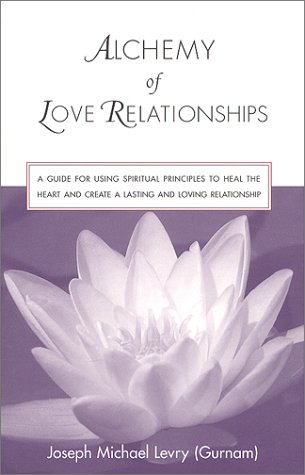 ALCHEMY
of
LOVE RELATIONSHIPS
A GUIDE FOR USING SPIRITUAL PRINCIPLES TO HEAL THE
HEART AND CREATE A LASTING AND LOVING RELATIONSHIP
Joseph Michael Levry (Gurnam)